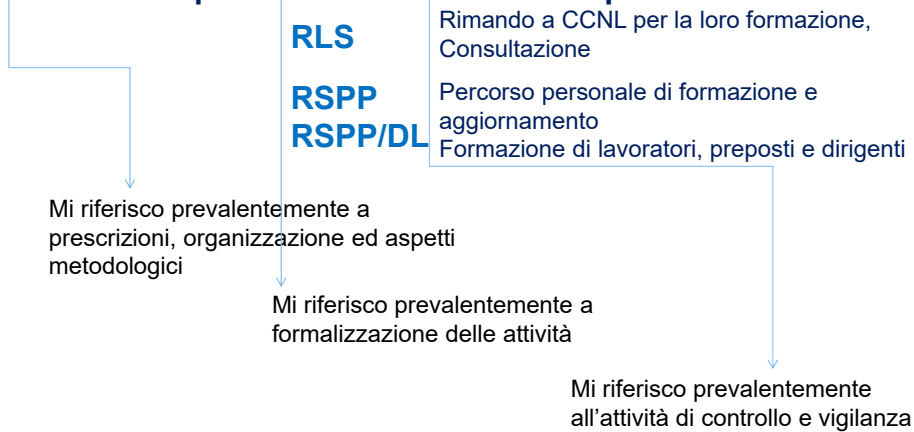 RLS
Rimando a CCNL per la loro formazione,
Consultazione
RSPP
RSPP/DL
Percorso personale di formazione e
aggiornamento
Formazione di lavoratori, preposti e dirigenti
Mi riferisco prevalentemente a
prescrizioni, organizzazione ed aspetti
metodologici
Mi riferisco prevalentemente a
formalizzazione delle attività
Mi riferisco prevalentemente
all'attività di controllo e vigilanza